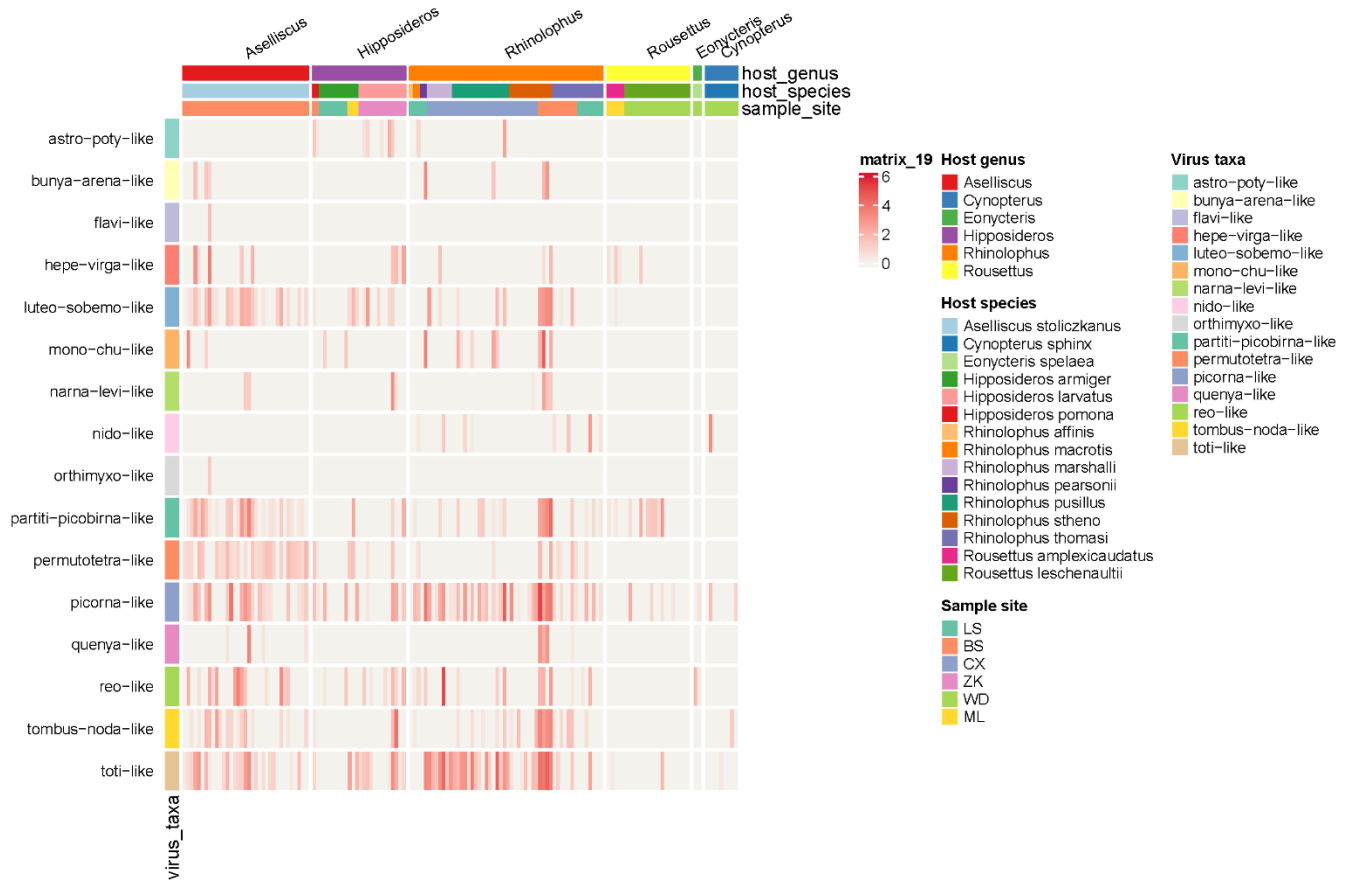 Aselliscus
Hipposideros
Rhinolophus
Rousettus
Eonycteris
Cynopterus
host_genus
host_species
sample_site
astro−poty−like
bunya−arena−like
flavi−like
hepe−virga−like
luteo−sobemo−like
mono−chu−like
narna−levi−like
nido−like
orthimyxo−like
partiti−picobirna−like
permutotetra−like
picorna−like
quenya−like
reo−like
tombus−noda−like
toti−like
virus_taxa
matrix_19
6
4
2
0
Host genus
Aselliscus
Cynopterus
Eonycteris
Hipposideros
Rhinolophus
Rousettus
Host species
Aselliscus stoliczkanus
Cynopterus sphinx
Eonycteris spelaea
Hipposideros armiger
Hipposideros larvatus
Hipposideros pomona
Rhinolophus affinis
Rhinolophus macrotis
Rhinolophus marshalli
Rhinolophus pearsonii
Rhinolophus pusillus
Rhinolophus stheno
Rhinolophus thomasi
Rousettus amplexicaudatus
Rousettus leschenaultii
Sample site
LS
BS
CX
ZK
WD
ML
Virus taxa
astro−poty−like
bunya−arena−like
flavi−like
hepe−virga−like
luteo−sobemo−like
mono−chu−like
narna−levi−like
nido−like
orthimyxo−like
partiti−picobirna−like
permutotetra−like
picorna−like
quenya−like
reo−like
tombus−noda−like
toti−like